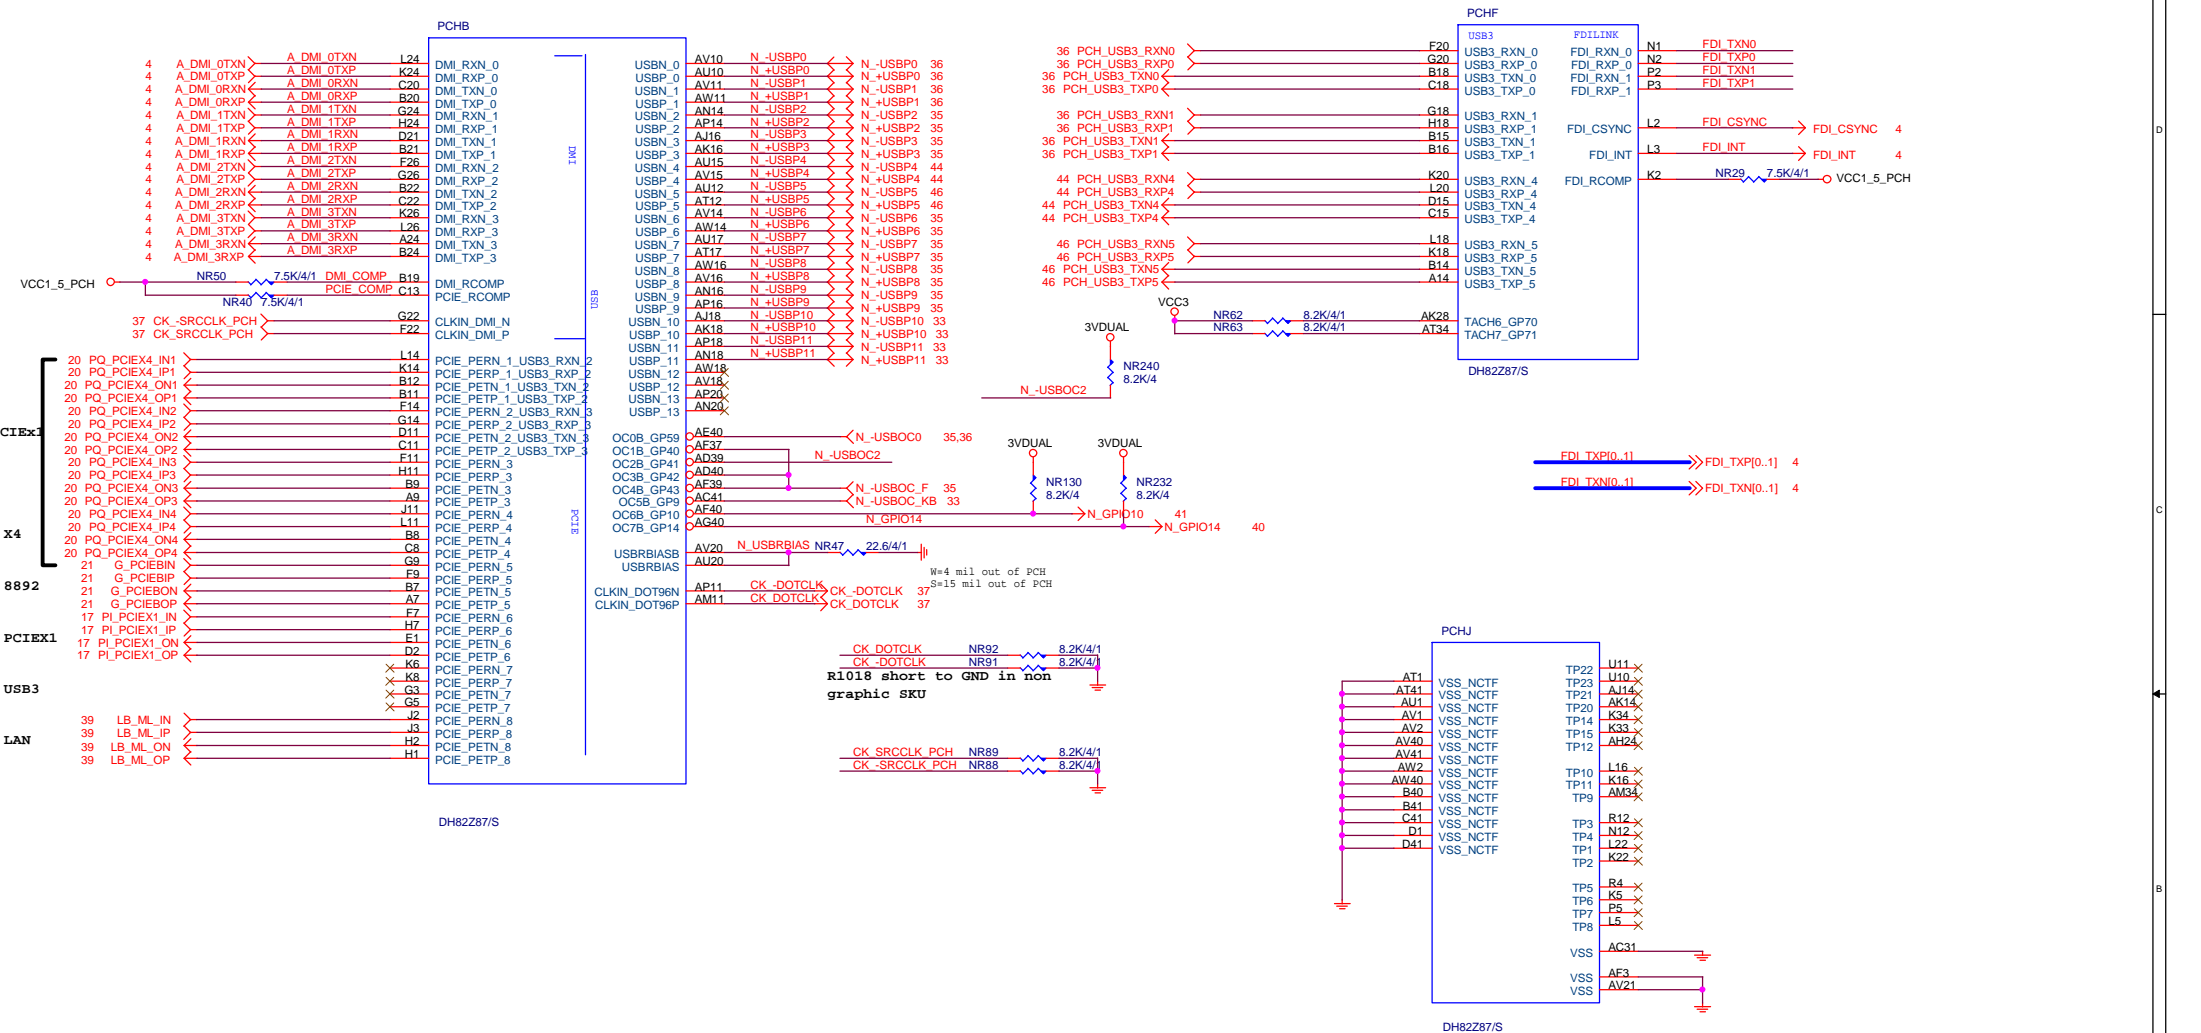 PCHB
4 A_DMI_0TXN A_DMI_0TXN L24 DMI_RXN_0
4 A_DMI_0TXP A_DMI_0TXP K24 DMI_RXP_0
4 A_DMI_0RXN A_DMI_0RXN C20 DMI_TXN_0
4 A_DMI_0RXP A_DMI_0RXP B20 DMI_TXP_0
4 A_DMI_1TXN A_DMI_1TXN G24 DMI_RXN_1
4 A_DMI_1TXP A_DMI_1TXP H24 DMI_RXP_1
4 A_DMI_1RXN A_DMI_1RXN D21 DMI_TXN_1
4 A_DMI_1RXP A_DMI_1RXP B21 DMI_TXP_1
4 A_DMI_2TXN A_DMI_2TXN F26 DMI_RXN_2
4 A_DMI_2TXP A_DMI_2TXP G26 DMI_RXP_2
4 A_DMI_2RXN A_DMI_2RXN B22 DMI_TXN_2
4 A_DMI_2RXP A_DMI_2RXP C22 DMI_TXP_2
4 A_DMI_3TXN A_DMI_3TXN K26 DMI_RXN_3
4 A_DMI_3TXP A_DMI_3TXP L26 DMI_RXP_3
4 A_DMI_3RXN A_DMI_3RXN A24 DMI_TXN_3
4 A_DMI_3RXP A_DMI_3RXP B24 DMI_TXP_3
VCC1_5_PCH NR50 7.5K/4/1 DMI_COMP B19 DMI_RCOMP
NR40 7.5K/4/1 PCIE_COMP C13 PCIE_RCOMP
37 CK_-SRCCLK_PCH G22 CLKIN_DMI_N
37 CK_SRCCLK_PCH F22 CLKIN_DMI_P
20 PQ_PCIEX4_IN1 L14 PCIE_PERN_1_USB3_RXN_2
20 PQ_PCIEX4_IP1 K14 PCIE_PERP_1_USB3_RXP_2
20 PQ_PCIEX4_ON1 B12 PCIE_PETN_1_USB3_TXN_2
20 PQ_PCIEX4_OP1 B11 PCIE_PETP_1_USB3_TXP_2
20 PQ_PCIEX4_IN2 F14 PCIE_PERN_2_USB3_RXN_3
20 PQ_PCIEX4_IP2 G14 PCIE_PERP_2_USB3_RXP_3
CIEx1
20 PQ_PCIEX4_ON2 D11 PCIE_PETN_2_USB3_TXN_3
20 PQ_PCIEX4_OP2 C11 PCIE_PETP_2_USB3_TXP_3
20 PQ_PCIEX4_IN3 F11 PCIE_PERN_3
20 PQ_PCIEX4_IP3 H11 PCIE_PERP_3
20 PQ_PCIEX4_ON3 B9 PCIE_PETN_3
20 PQ_PCIEX4_OP3 A9 PCIE_PETP_3
20 PQ_PCIEX4_IN4 J11 PCIE_PERN_4
20 PQ_PCIEX4_IP4 L11 PCIE_PERP_4
X4
20 PQ_PCIEX4_ON4 B8 PCIE_PETN_4
20 PQ_PCIEX4_OP4 C8 PCIE_PETP_4
21 G_PCIEBIN G9 PCIE_PERN_5
21 G_PCIEBIP F9 PCIE_PERP_5
8892
21 G_PCIEBON B7 PCIE_PETN_5
21 G_PCIEBOP A7 PCIE_PETP_5
17 PI_PCIEX1_IN F7 PCIE_PERN_6
17 PI_PCIEX1_IP H7 PCIE_PERP_6
PCIEX1
17 PI_PCIEX1_ON E1 PCIE_PETN_6
17 PI_PCIEX1_OP D2 PCIE_PETP_6
K6 PCIE_PERN_7
K8 PCIE_PERP_7
USB3
G3 PCIE_PETN_7
G5 PCIE_PETP_7
39 LB_ML_IN J2 PCIE_PERN_8
39 LB_ML_IP J3 PCIE_PERP_8
LAN
39 LB_ML_ON H2 PCIE_PETN_8
39 LB_ML_OP H1 PCIE_PETP_8
DMI
USB
PCIE
DH82Z87/S
USBN_0 AV10 N_-USBP0 N_-USBP0 36
USBP_0 AU10 N_+USBP0 N_+USBP0 36
USBN_1 AV11 N_-USBP1 N_-USBP1 36
USBP_1 AW11 N_+USBP1 N_+USBP1 36
USBN_2 AN14 N_-USBP2 N_-USBP2 35
USBP_2 AP14 N_+USBP2 N_+USBP2 35
USBN_3 AJ16 N_-USBP3 N_-USBP3 35
USBP_3 AK16 N_+USBP3 N_+USBP3 35
USBN_4 AU15 N_-USBP4 N_-USBP4 44
USBP_4 AV15 N_+USBP4 N_+USBP4 44
USBN_5 AU12 N_-USBP5 N_-USBP5 46
USBP_5 AT12 N_+USBP5 N_+USBP5 46
USBN_6 AV14 N_-USBP6 N_-USBP6 35
USBP_6 AW14 N_+USBP6 N_+USBP6 35
USBN_7 AU17 N_-USBP7 N_-USBP7 35
USBP_7 AT17 N_+USBP7 N_+USBP7 35
USBN_8 AW16 N_-USBP8 N_-USBP8 35
USBP_8 AV16 N_+USBP8 N_+USBP8 35
USBN_9 AN16 N_-USBP9 N_-USBP9 35
USBP_9 AP16 N_+USBP9 N_+USBP9 35
USBN_10 AJ18 N_-USBP10 N_-USBP10 33
USBP_10 AK18 N_+USBP10 N_+USBP10 33
USBN_11 AP18 N_-USBP11 N_-USBP11 33
USBP_11 AN18 N_+USBP11 N_+USBP11 33
USBN_12 AW18
USBP_12 AV18
USBN_13 AP20
USBP_13 AN20
OC0B_GP59 AE40 N_-USBOC0 35,36
OC1B_GP40 AF37
OC2B_GP41 AD39 N_-USBOC2
OC3B_GP42 AD40
OC4B_GP43 AF39 N_-USBOC_F 35
OC5B_GP9 AC41 N_-USBOC_KB 33
OC6B_GP10 AF40 N_GPIO10 41
OC7B_GP14 AG40 N_GPIO14 N_GPIO14 40
USBRBIASB AV20 N_USBRBIAS NR47 22.6/4/1
USBRBIAS AU20
W=4 mil out of PCH
S=15 mil out of PCH
CLKIN_DOT96N AP11 CK_-DOTCLK CK_-DOTCLK 37
CLKIN_DOT96P AM11 CK_DOTCLK CK_DOTCLK 37
3VDUAL
NR240
8.2K/4
N_-USBOC2
3VDUAL 3VDUAL
NR130 NR232
8.2K/4 8.2K/4
CK_DOTCLK NR92 8.2K/4/1
CK_-DOTCLK NR91 8.2K/4/1
R1018 short to GND in non
graphic SKU
CK_SRCCLK_PCH NR89 8.2K/4/1
CK_-SRCCLK_PCH NR88 8.2K/4/1
PCHF
USB3 FDILINK
36 PCH_USB3_RXN0 F20 USB3_RXN_0
36 PCH_USB3_RXP0 G20 USB3_RXP_0
36 PCH_USB3_TXN0 B18 USB3_TXN_0
36 PCH_USB3_TXP0 C18 USB3_TXP_0
36 PCH_USB3_RXN1 G18 USB3_RXN_1
36 PCH_USB3_RXP1 H18 USB3_RXP_1
36 PCH_USB3_TXN1 B15 USB3_TXN_1
36 PCH_USB3_TXP1 B16 USB3_TXP_1
44 PCH_USB3_RXN4 K20 USB3_RXN_4
44 PCH_USB3_RXP4 L20 USB3_RXP_4
44 PCH_USB3_TXN4 D15 USB3_TXN_4
44 PCH_USB3_TXP4 C15 USB3_TXP_4
46 PCH_USB3_RXN5 L18 USB3_RXN_5
46 PCH_USB3_RXP5 K18 USB3_RXP_5
46 PCH_USB3_TXN5 B14 USB3_TXN_5
46 PCH_USB3_TXP5 A14 USB3_TXP_5
VCC3
NR62 8.2K/4/1 AK28 TACH6_GP70
NR63 8.2K/4/1 AT34 TACH7_GP71
FDI_RXN_0 N1 FDI_TXN0
FDI_RXP_0 N2 FDI_TXP0
FDI_RXN_1 P2 FDI_TXN1
FDI_RXP_1 P3 FDI_TXP1
FDI_CSYNC L2 FDI_CSYNC FDI_CSYNC 4
FDI_INT L3 FDI_INT FDI_INT 4
FDI_RCOMP K2 NR29 7.5K/4/1 VCC1_5_PCH
DH82Z87/S
FDI_TXP[0..1] FDI_TXP[0..1] 4
FDI_TXN[0..1] FDI_TXN[0..1] 4
PCHJ
AT1 VSS_NCTF
AT41 VSS_NCTF
AU1 VSS_NCTF
AV1 VSS_NCTF
AV2 VSS_NCTF
AV40 VSS_NCTF
AV41 VSS_NCTF
AW2 VSS_NCTF
AW40 VSS_NCTF
B40 VSS_NCTF
B41 VSS_NCTF
C41 VSS_NCTF
D1 VSS_NCTF
D41 VSS_NCTF
TP22 U11
TP23 U10
TP21 AJ14
TP20 AK14
TP14 K34
TP15 K33
TP12 AH24
TP10 L16
TP11 K16
TP9 AM34
TP3 R12
TP4 N12
TP1 L22
TP2 K22
TP5 R4
TP6 K5
TP7 P5
TP8 L5
VSS AC31
VSS AF3
VSS AV21
DH82Z87/S
D
C
B